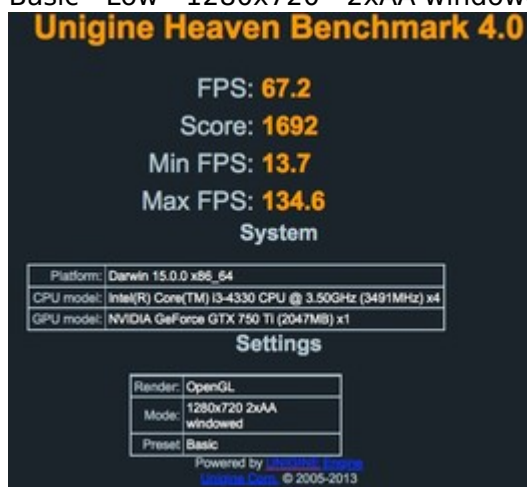 Basic - Low - 1280x720 - 2xAA window
Unigine Heaven Benchmark 4.0
FPS: 67.2
Score: 1692
Min FPS: 13.7
Max FPS: 134.6
System
Platform: Darwin 15.0.0 x86_64
CPU model: Intel(R) Core(TM) i3-4330 CPU @ 3.50GHz (3491MHz) x4
GPU model: NVIDIA GeForce GTX 750 Ti (2047MB) x1
Settings
Render: OpenGL
Mode: 1280x720 2xAA
windowed
Preset Basic
Powered by UNIGINE Engine
Unigine Corp. © 2005-2013